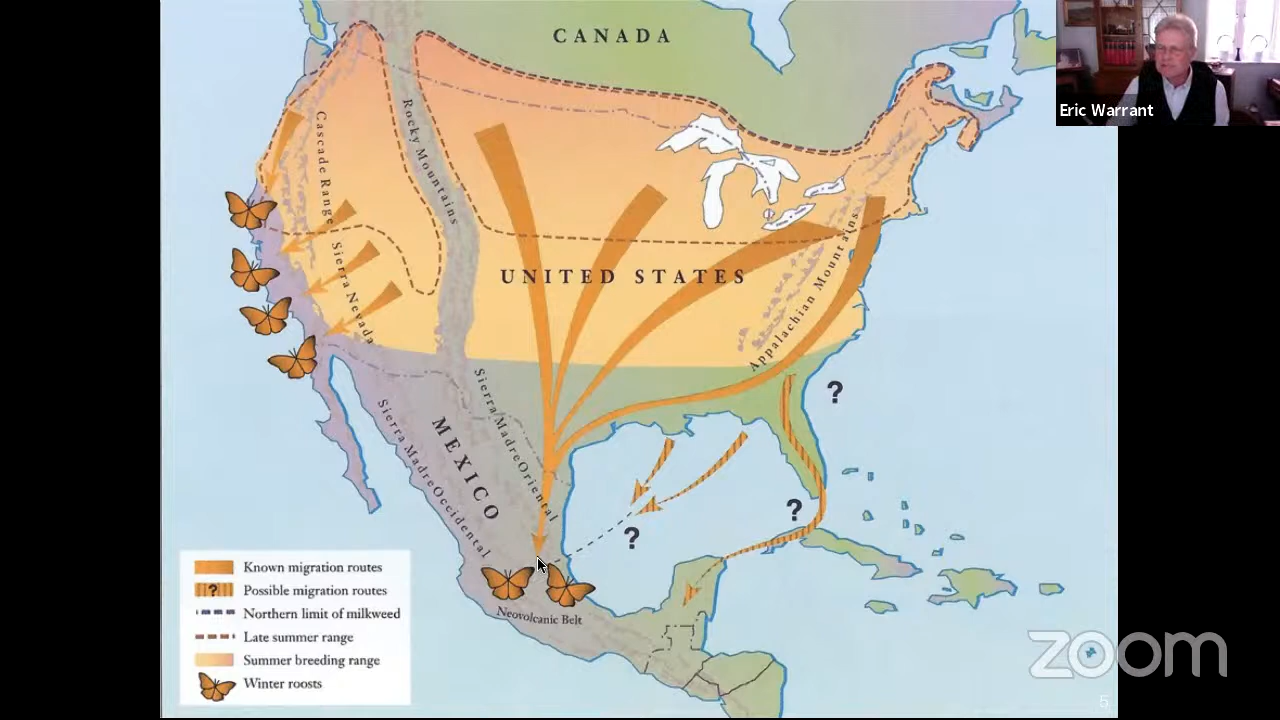 CANADA
Eric Warrant
Cascade Range
Rocky Mountains
Sierra Nevada
UNITED STATES
Appalachian Mountains
Sierra Madre Occidental
MEXICO
Sierra Madre Oriental
?
?
?
Known migration routes
? Possible migration routes
Northern limit of milkweed
Late summer range
Summer breeding range
Winter roosts
Neovolcanic Belt
zoom
5